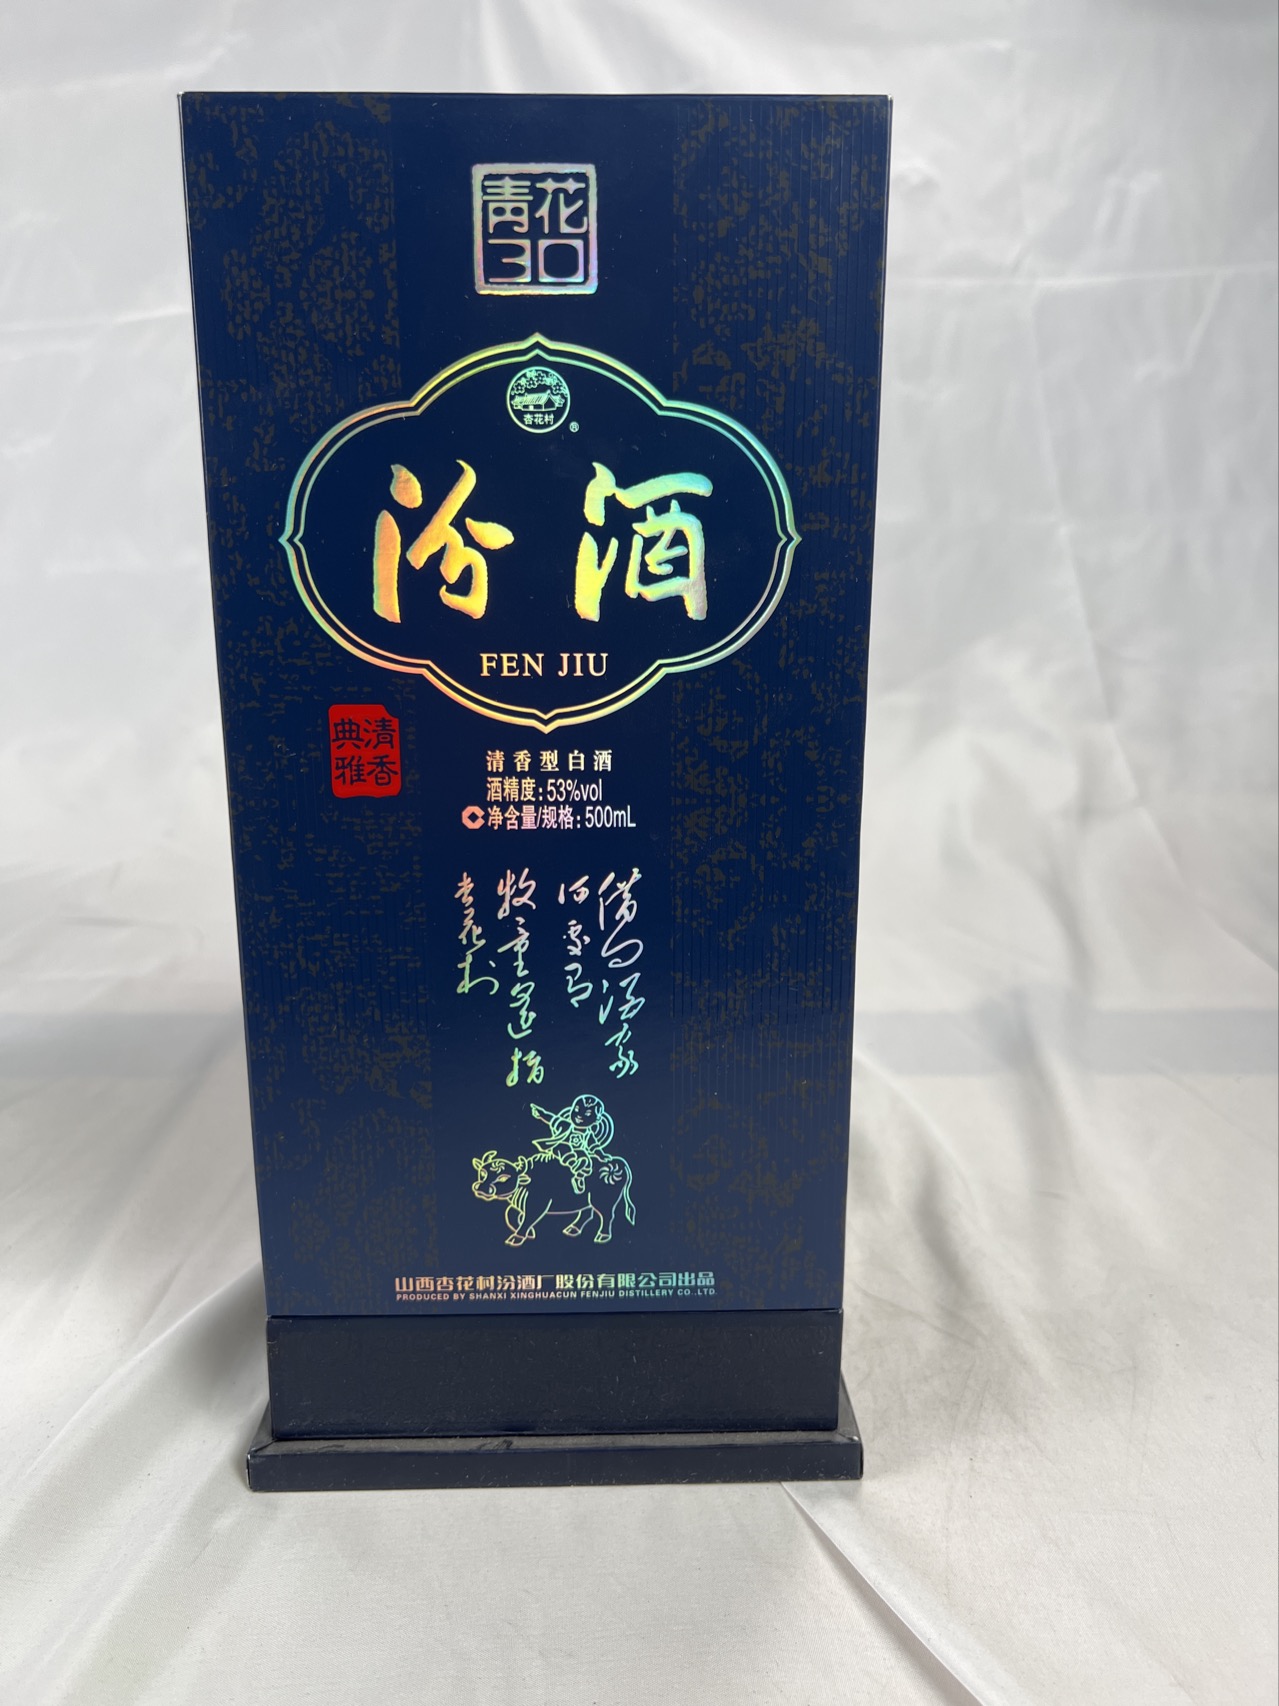 青花
30
杏花村
®
汾酒
FEN JIU
清香
典雅
清香型白酒
酒精度:53%vol
净含量/规格:500mL
借问酒家
何处有
牧童遥指
杏花村
山西杏花村汾酒厂股份有限公司出品
PRODUCED BY SHANXI XINGHUACUN FENJIU DISTILLERY CO.,LTD.